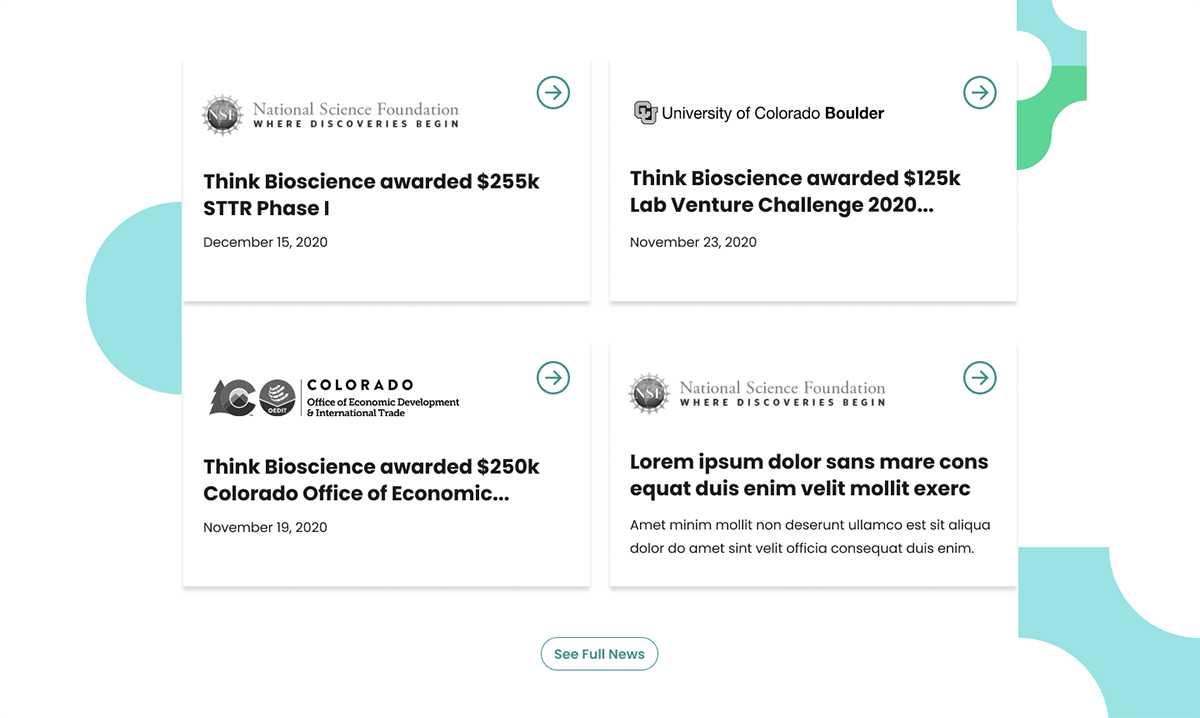 NSF
National Science Foundation
WHERE DISCOVERIES BEGIN
Think Bioscience awarded $255k
STTR Phase I
December 15, 2020
CU
University of Colorado Boulder
Think Bioscience awarded $125k
Lab Venture Challenge 2020...
November 23, 2020
CO
OEDIT
COLORADO
Office of Economic Development
& International Trade
Think Bioscience awarded $250k
Colorado Office of Economic...
November 19, 2020
NSF
National Science Foundation
WHERE DISCOVERIES BEGIN
Lorem ipsum dolor sans mare cons
equat duis enim velit mollit exerc
Amet minim mollit non deserunt ullamco est sit aliqua
dolor do amet sint velit officia consequat duis enim.
See Full News